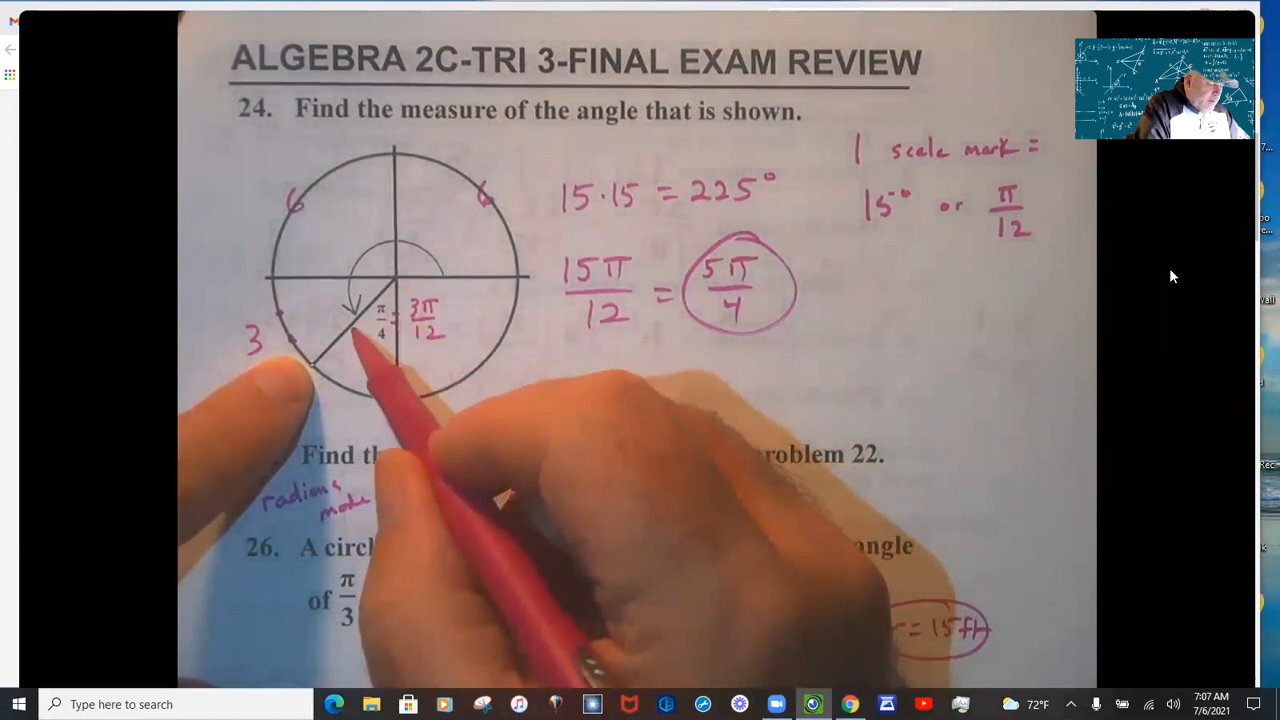 ALGEBRA 2C-TRI 3-FINAL EXAM REVIEW
24. Find the measure of the angle that is shown.
1 scale mark =
15° or π/12
6 6
15·15 = 225°
15π/12 = 5π/4
π/4 = 3π/12
3
Find th problem 22.
radians
mode
26. A circl angle
of π/3
r = 15 ft
Type here to search
72°F
7:07 AM
7/6/2021